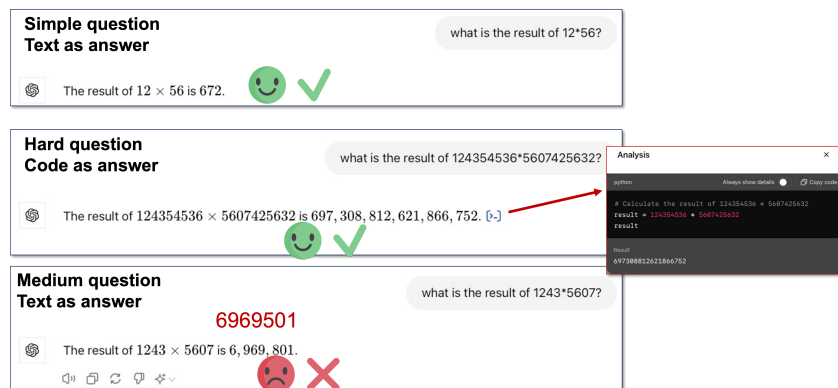 Simple question
Text as answer
what is the result of 12*56?
The result of 12 × 56 is 672.
Hard question
Code as answer
what is the result of 124354536*5607425632?
The result of 124354536 × 5607425632 is 697, 308, 812, 621, 866, 752. [>-]
Analysis
×
python
Always show details
Copy code
# Calculate the result of 124354536 * 5607425632
result = 124354536 * 5607425632
result
Result
697308812621866752
Medium question
Text as answer
what is the result of 1243*5607?
6969501
The result of 1243 × 5607 is 6, 969, 801.